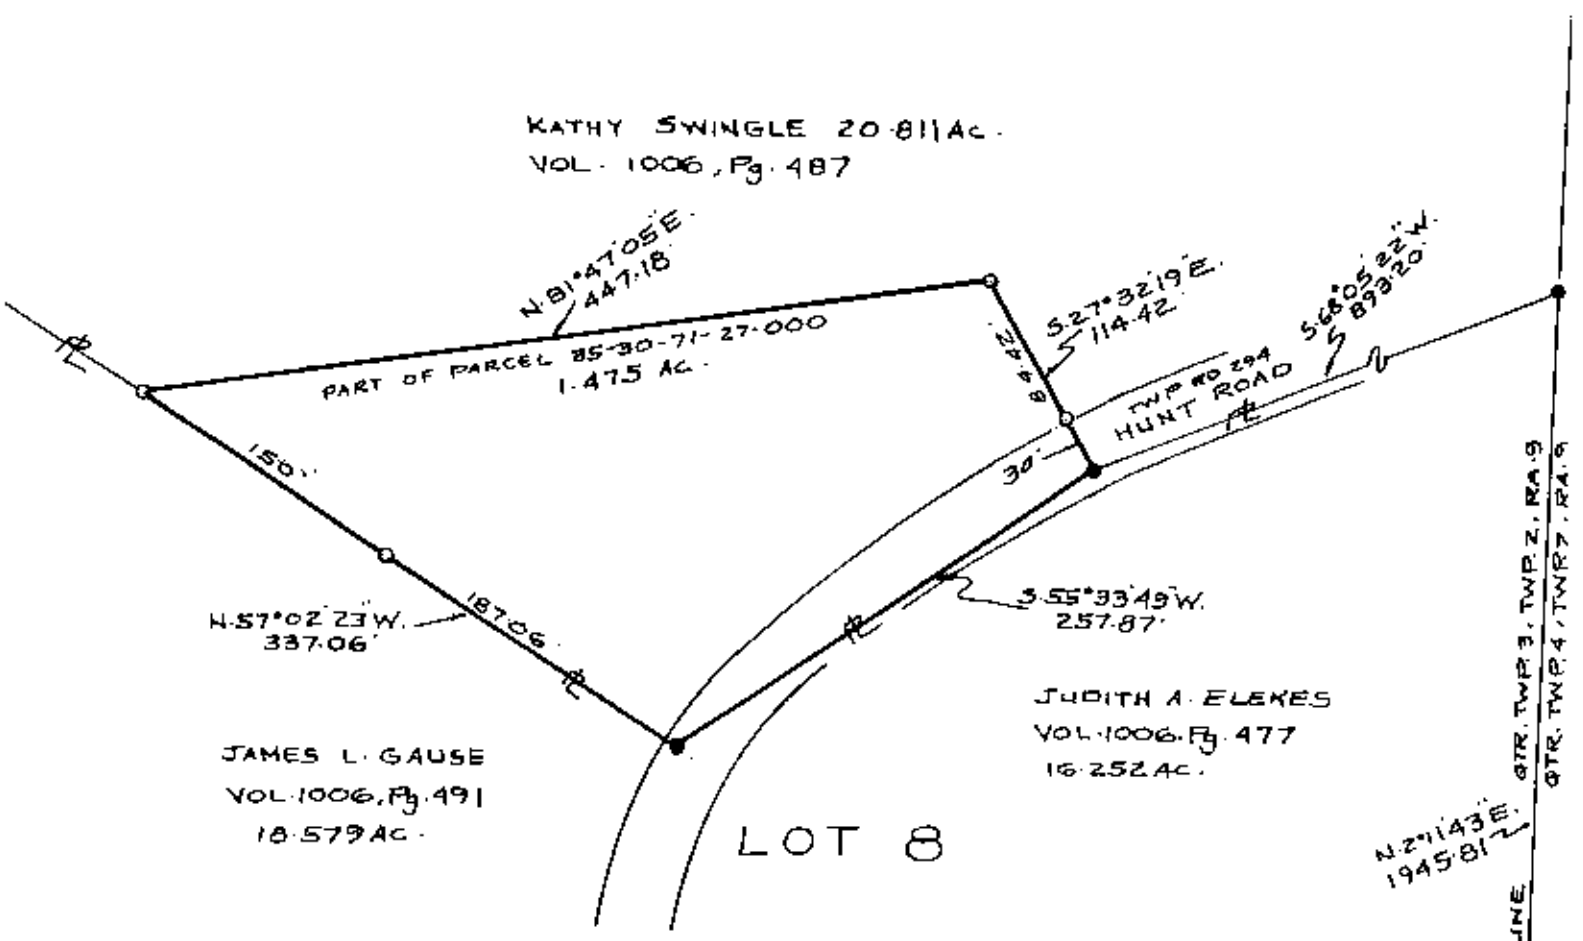 KATHY SWINGLE 20.811 AC.
VOL. 1006, Pg. 487
N.81°47'05"E.
447.18'
S.27°32'19"E.
114.42'
S.68°05'22"W.
893.20'
PART OF PARCEL 85-30-71-27-000
1.475 AC.
84.42'
TWP RD 294
HUNT ROAD
30'
150'
187.06'
N.57°02'23"W.
337.06'
S.55°33'49"W.
257.87'
JUDITH A. ELEKES
VOL.1006.Pg.477
16.252 AC.
JAMES L. GAUSE
VOL.1006,Pg.491
18.579 AC.
LOT 8
N.2°11'43"E.
1945.81'
QTR. TWP. 3, TWP. 2, RA.9
QTR. TWP. 4, TWP. 7, RA.9